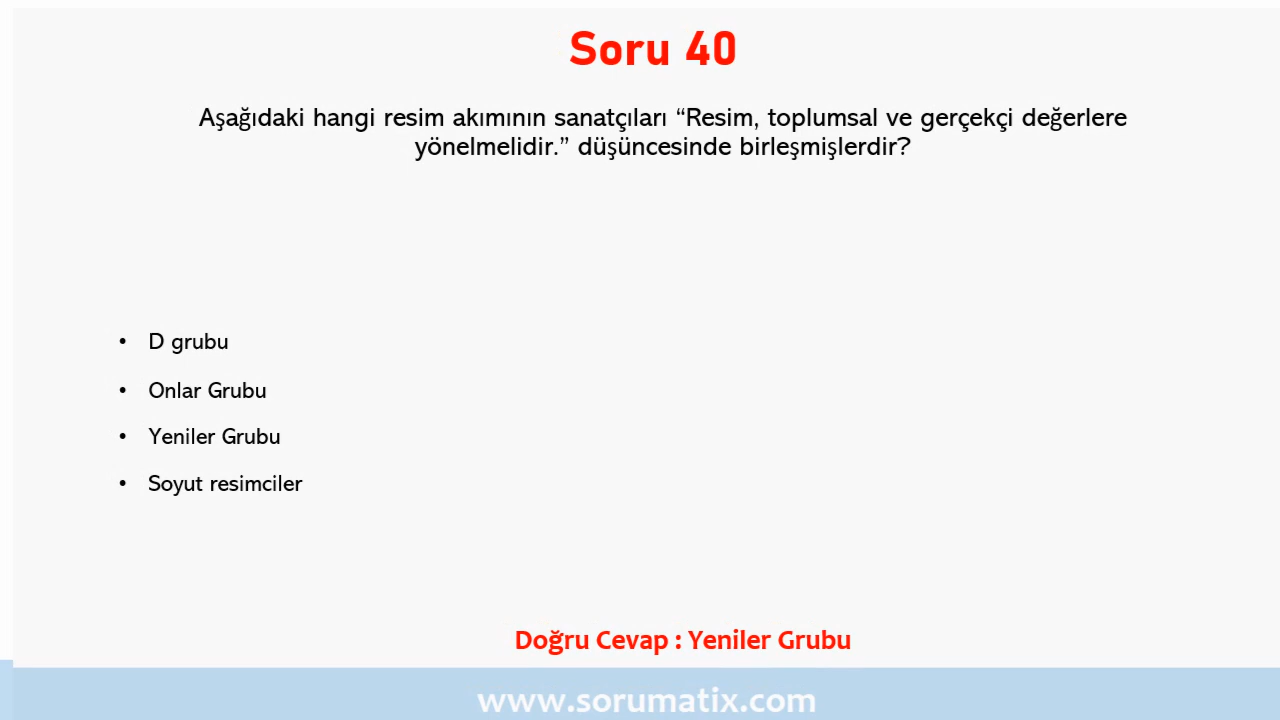 Soru 40
Aşağıdaki hangi resim akımının sanatçıları “Resim, toplumsal ve gerçekçi değerlere
yönelmelidir.” düşüncesinde birleşmişlerdir?
• D grubu
• Onlar Grubu
• Yeniler Grubu
• Soyut resimciler
Doğru Cevap : Yeniler Grubu
www.sorumatix.com